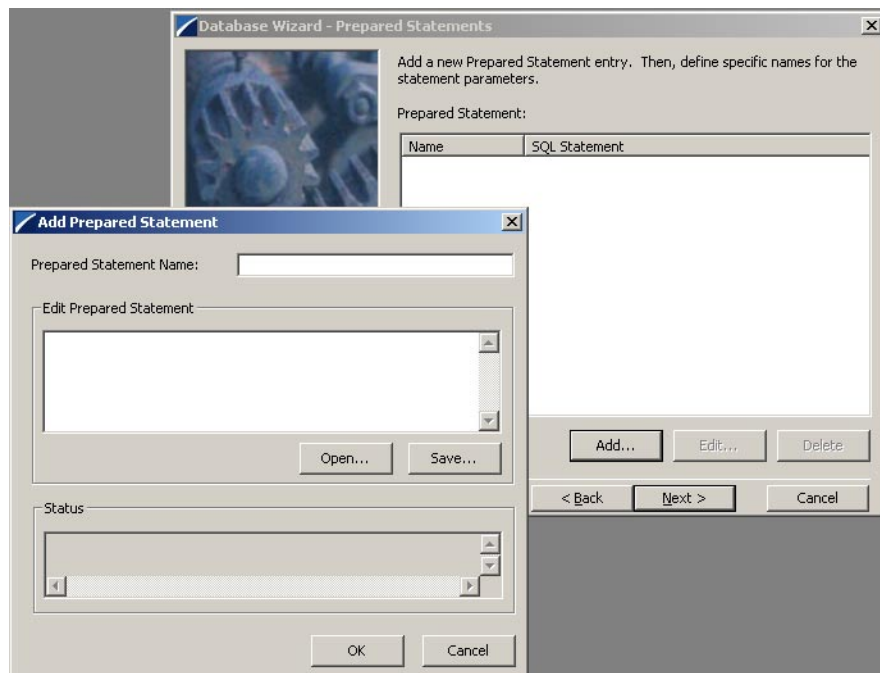 Database Wizard - Prepared Statements
Add a new Prepared Statement entry. Then, define specific names for the
statement parameters.
Prepared Statement:
Name SQL Statement
Add... Edit... Delete
< Back Next > Cancel
Add Prepared Statement
Prepared Statement Name:
Edit Prepared Statement
Open... Save...
Status
OK Cancel